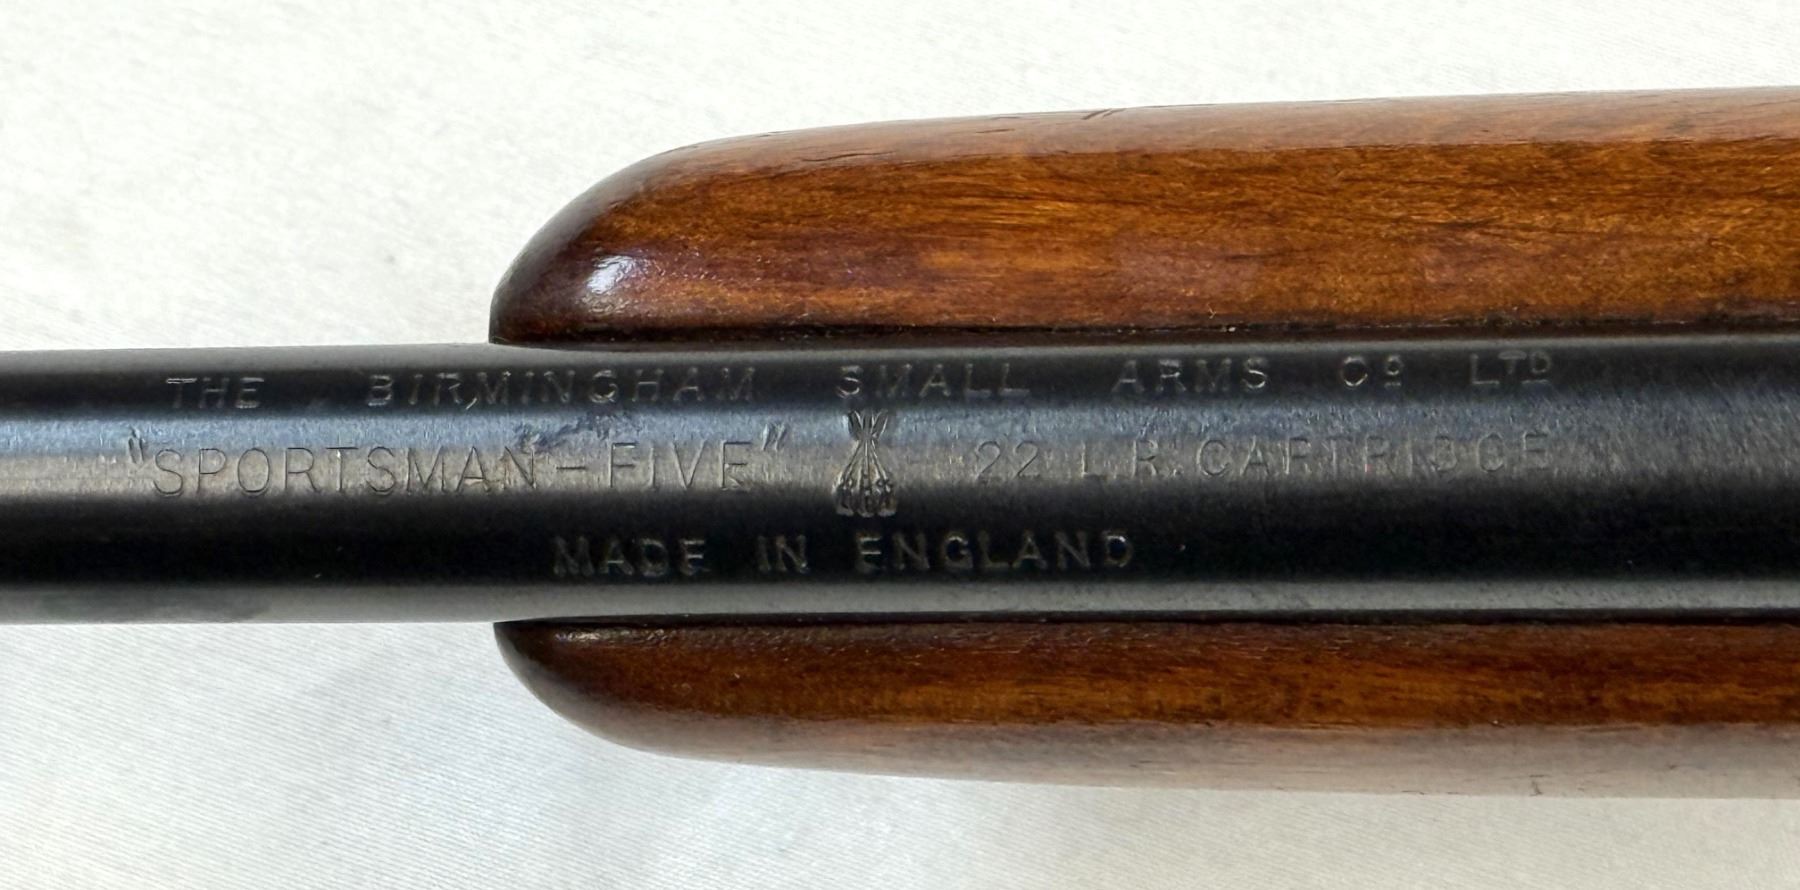 THE BIRMINGHAM SMALL ARMS Cº LTD
"SPORTSMAN-FIVE" 22 L.R. CARTRIDGE
MADE IN ENGLAND